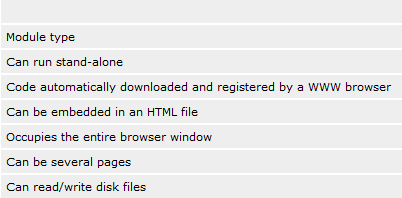 Module type
Can run stand-alone
Code automatically downloaded and registered by a WWW browser
Can be embedded in an HTML file
Occupies the entire browser window
Can be several pages
Can read/write disk files